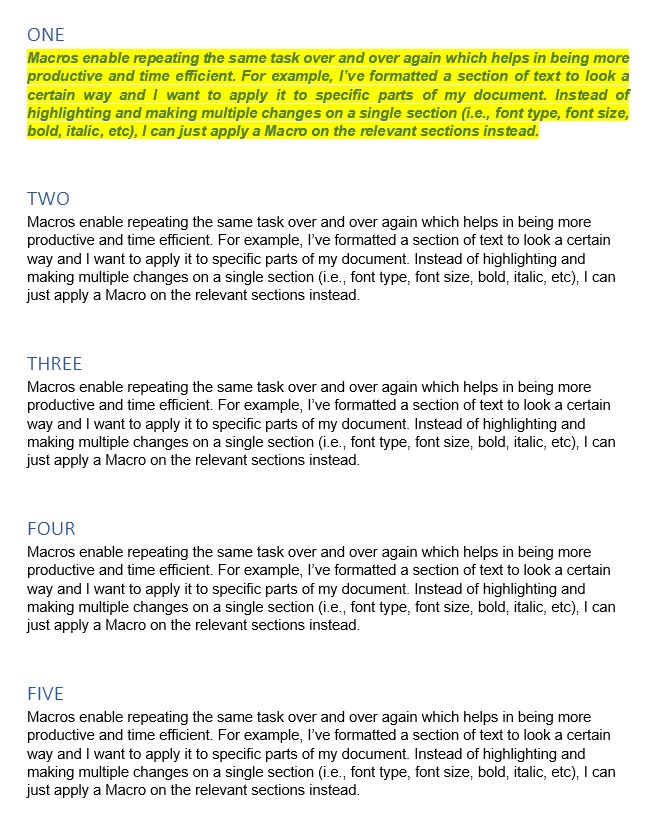 ONE
Macros enable repeating the same task over and over again which helps in being more
productive and time efficient. For example, I’ve formatted a section of text to look a
certain way and I want to apply it to specific parts of my document. Instead of
highlighting and making multiple changes on a single section (i.e., font type, font size,
bold, italic, etc), I can just apply a Macro on the relevant sections instead.
TWO
Macros enable repeating the same task over and over again which helps in being more
productive and time efficient. For example, I’ve formatted a section of text to look a certain
way and I want to apply it to specific parts of my document. Instead of highlighting and
making multiple changes on a single section (i.e., font type, font size, bold, italic, etc), I can
just apply a Macro on the relevant sections instead.
THREE
Macros enable repeating the same task over and over again which helps in being more
productive and time efficient. For example, I’ve formatted a section of text to look a certain
way and I want to apply it to specific parts of my document. Instead of highlighting and
making multiple changes on a single section (i.e., font type, font size, bold, italic, etc), I can
just apply a Macro on the relevant sections instead.
FOUR
Macros enable repeating the same task over and over again which helps in being more
productive and time efficient. For example, I’ve formatted a section of text to look a certain
way and I want to apply it to specific parts of my document. Instead of highlighting and
making multiple changes on a single section (i.e., font type, font size, bold, italic, etc), I can
just apply a Macro on the relevant sections instead.
FIVE
Macros enable repeating the same task over and over again which helps in being more
productive and time efficient. For example, I’ve formatted a section of text to look a certain
way and I want to apply it to specific parts of my document. Instead of highlighting and
making multiple changes on a single section (i.e., font type, font size, bold, italic, etc), I can
just apply a Macro on the relevant sections instead.